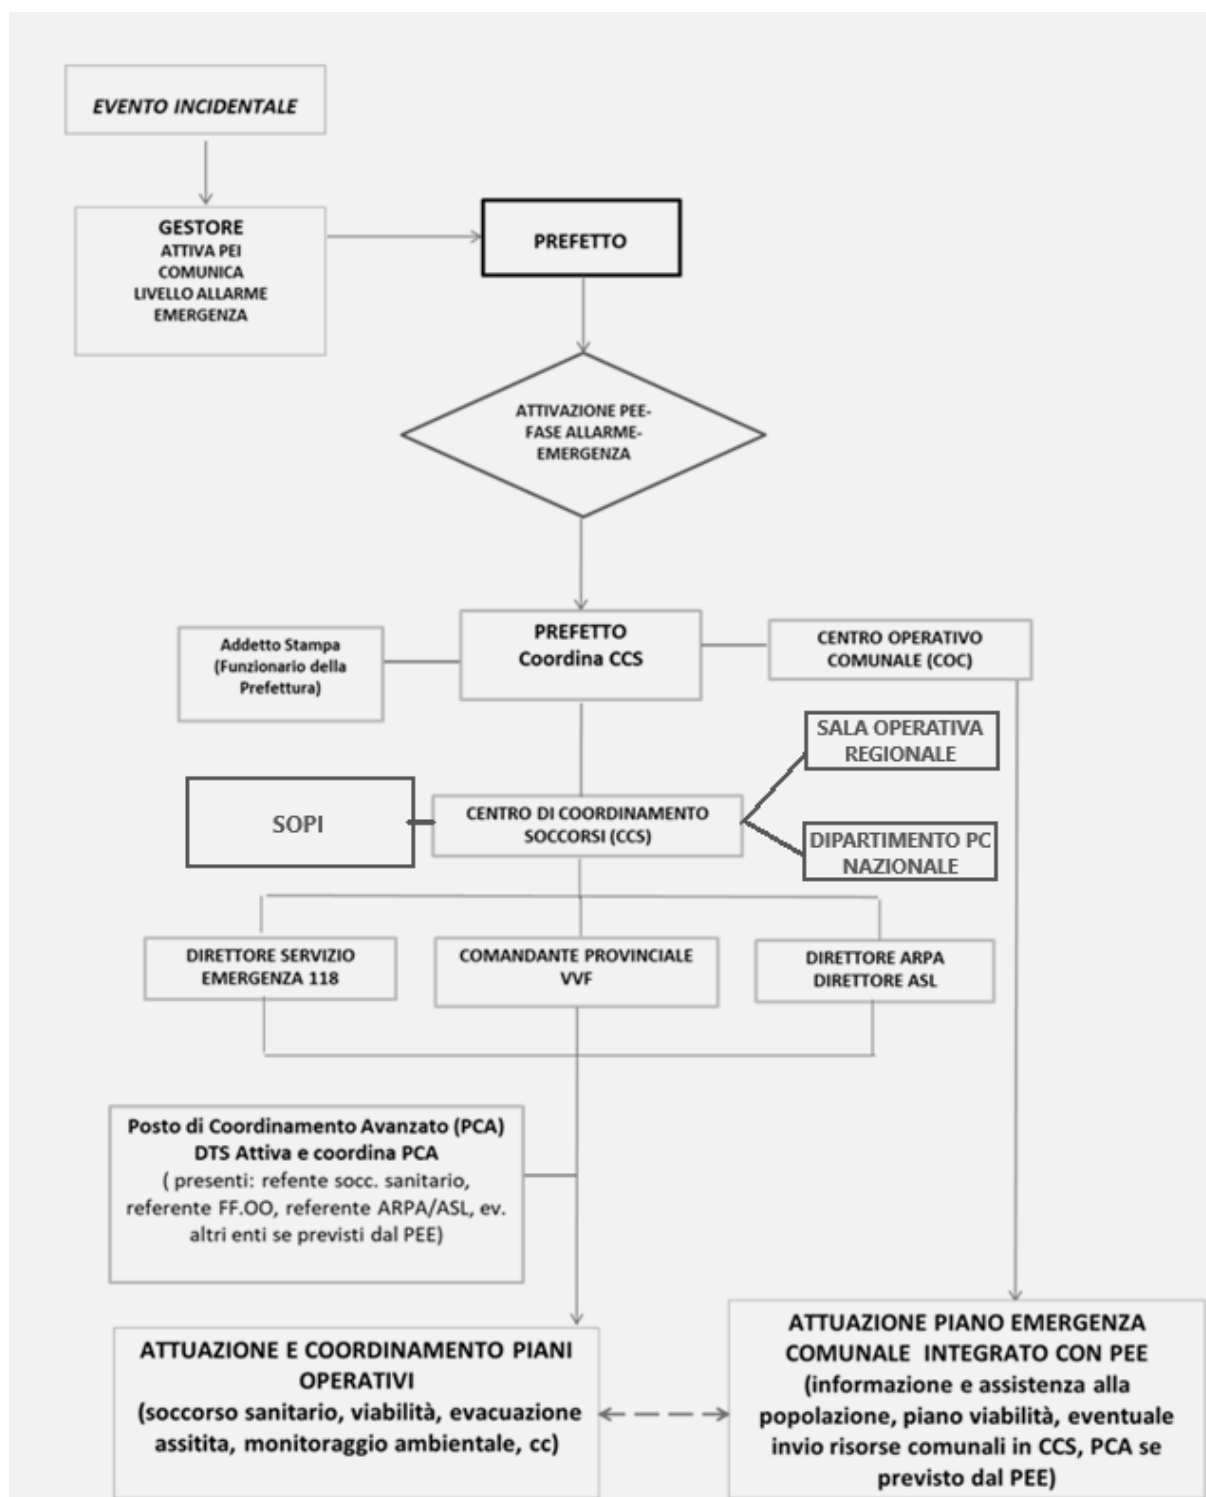 EVENTO INCIDENTALE
GESTORE
ATTIVA PEI
COMUNICA
LIVELLO ALLARME
EMERGENZA
PREFETTO
ATTIVAZIONE PEE-
FASE ALLARME-
EMERGENZA
Addetto Stampa
(Funzionario della
Prefettura)
PREFETTO
Coordina CCS
CENTRO OPERATIVO
COMUNALE (COC)
SALA OPERATIVA
REGIONALE
SOPI
CENTRO DI COORDINAMENTO
SOCCORSI (CCS)
DIPARTIMENTO PC
NAZIONALE
DIRETTORE SERVIZIO
EMERGENZA 118
COMANDANTE PROVINCIALE
VVF
DIRETTORE ARPA
DIRETTORE ASL
Posto di Coordinamento Avanzato (PCA)
DTS Attiva e coordina PCA
( presenti: refente socc. sanitario,
referente FF.OO, referente ARPA/ASL, ev.
altri enti se previsti dal PEE)
ATTUAZIONE E COORDINAMENTO PIANI
OPERATIVI
(soccorso sanitario, viabilità, evacuazione
assitita, monitoraggio ambientale, cc)
ATTUAZIONE PIANO EMERGENZA
COMUNALE INTEGRATO CON PEE
(informazione e assistenza alla
popolazione, piano viabilità, eventuale
invio risorse comunali in CCS, PCA se
previsto dal PEE)